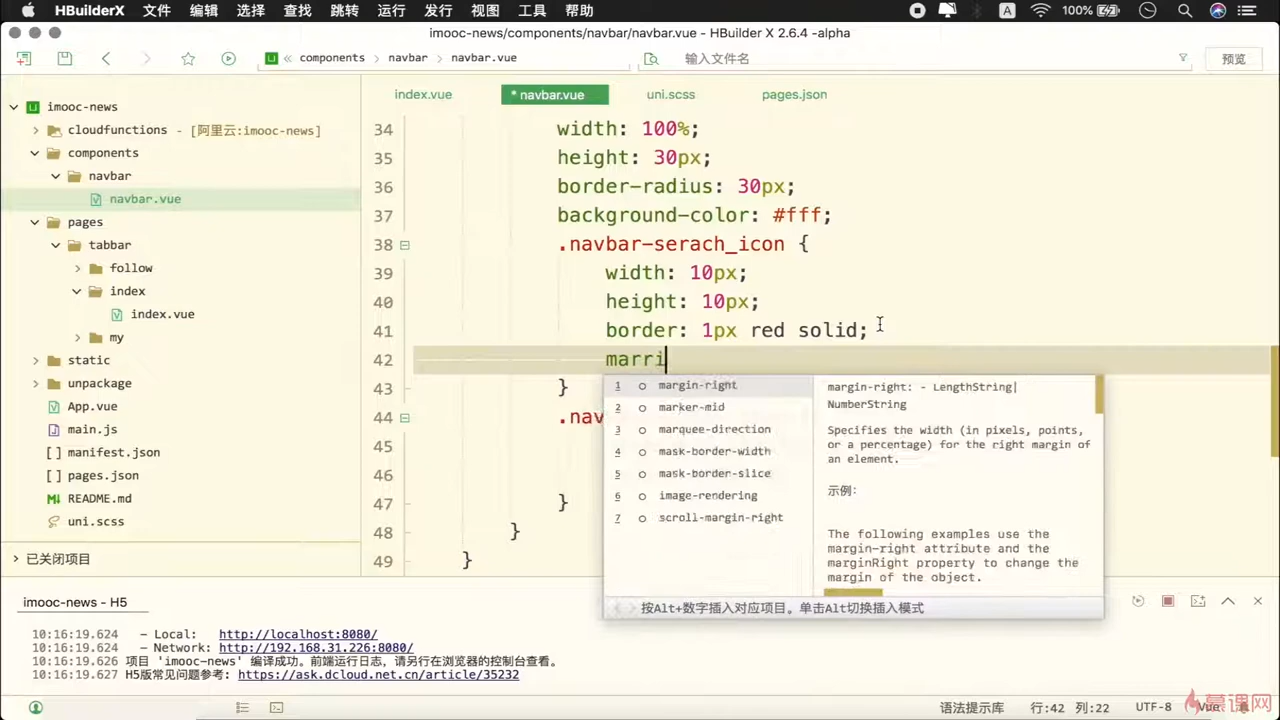 HBuilderX 文件 编辑 选择 查找 跳转 运行 发行 视图 工具 帮助 A 100%
imooc-news/components/navbar/navbar.vue - HBuilder X 2.6.4 -alpha
components navbar navbar.vue 输入文件名 预览
imooc-news
cloudfunctions - [阿里云:imooc-news]
components
navbar
navbar.vue
pages
tabbar
follow
index
index.vue
my
static
unpackage
App.vue
main.js
manifest.json
pages.json
README.md
uni.scss
已关闭项目
index.vue * navbar.vue uni.scss pages.json
34 width: 100%;
35 height: 30px;
36 border-radius: 30px;
37 background-color: #fff;
38 .navbar-serach_icon {
39 width: 10px;
40 height: 10px;
41 border: 1px red solid;
42 marri
43 }
44 .nav
45
46
47 }
48 }
49 }
1 margin-right
2 marker-mid
3 marquee-direction
4 mask-border-width
5 mask-border-slice
6 image-rendering
7 scroll-margin-right
margin-right: - LengthString|
NumberString
Specifies the width (in pixels, points,
or a percentage) for the right margin of
an element.
示例:
The following examples use the
margin-right attribute and the
marginRight property to change the
margin of the object.
按Alt+数字插入对应项目。单击Alt切换插入模式
imooc-news - H5
10:16:19.624 - Local: http://localhost:8080/
10:16:19.624 - Network: http://192.168.31.226:8080/
10:16:19.626 项目 'imooc-news' 编译成功。前端运行日志，请另行在浏览器的控制台查看。
10:16:19.627 H5版常见问题参考: https://ask.dcloud.net.cn/article/35232
语法提示库 行:42 列:22 UTF-8 Vue
慕课网